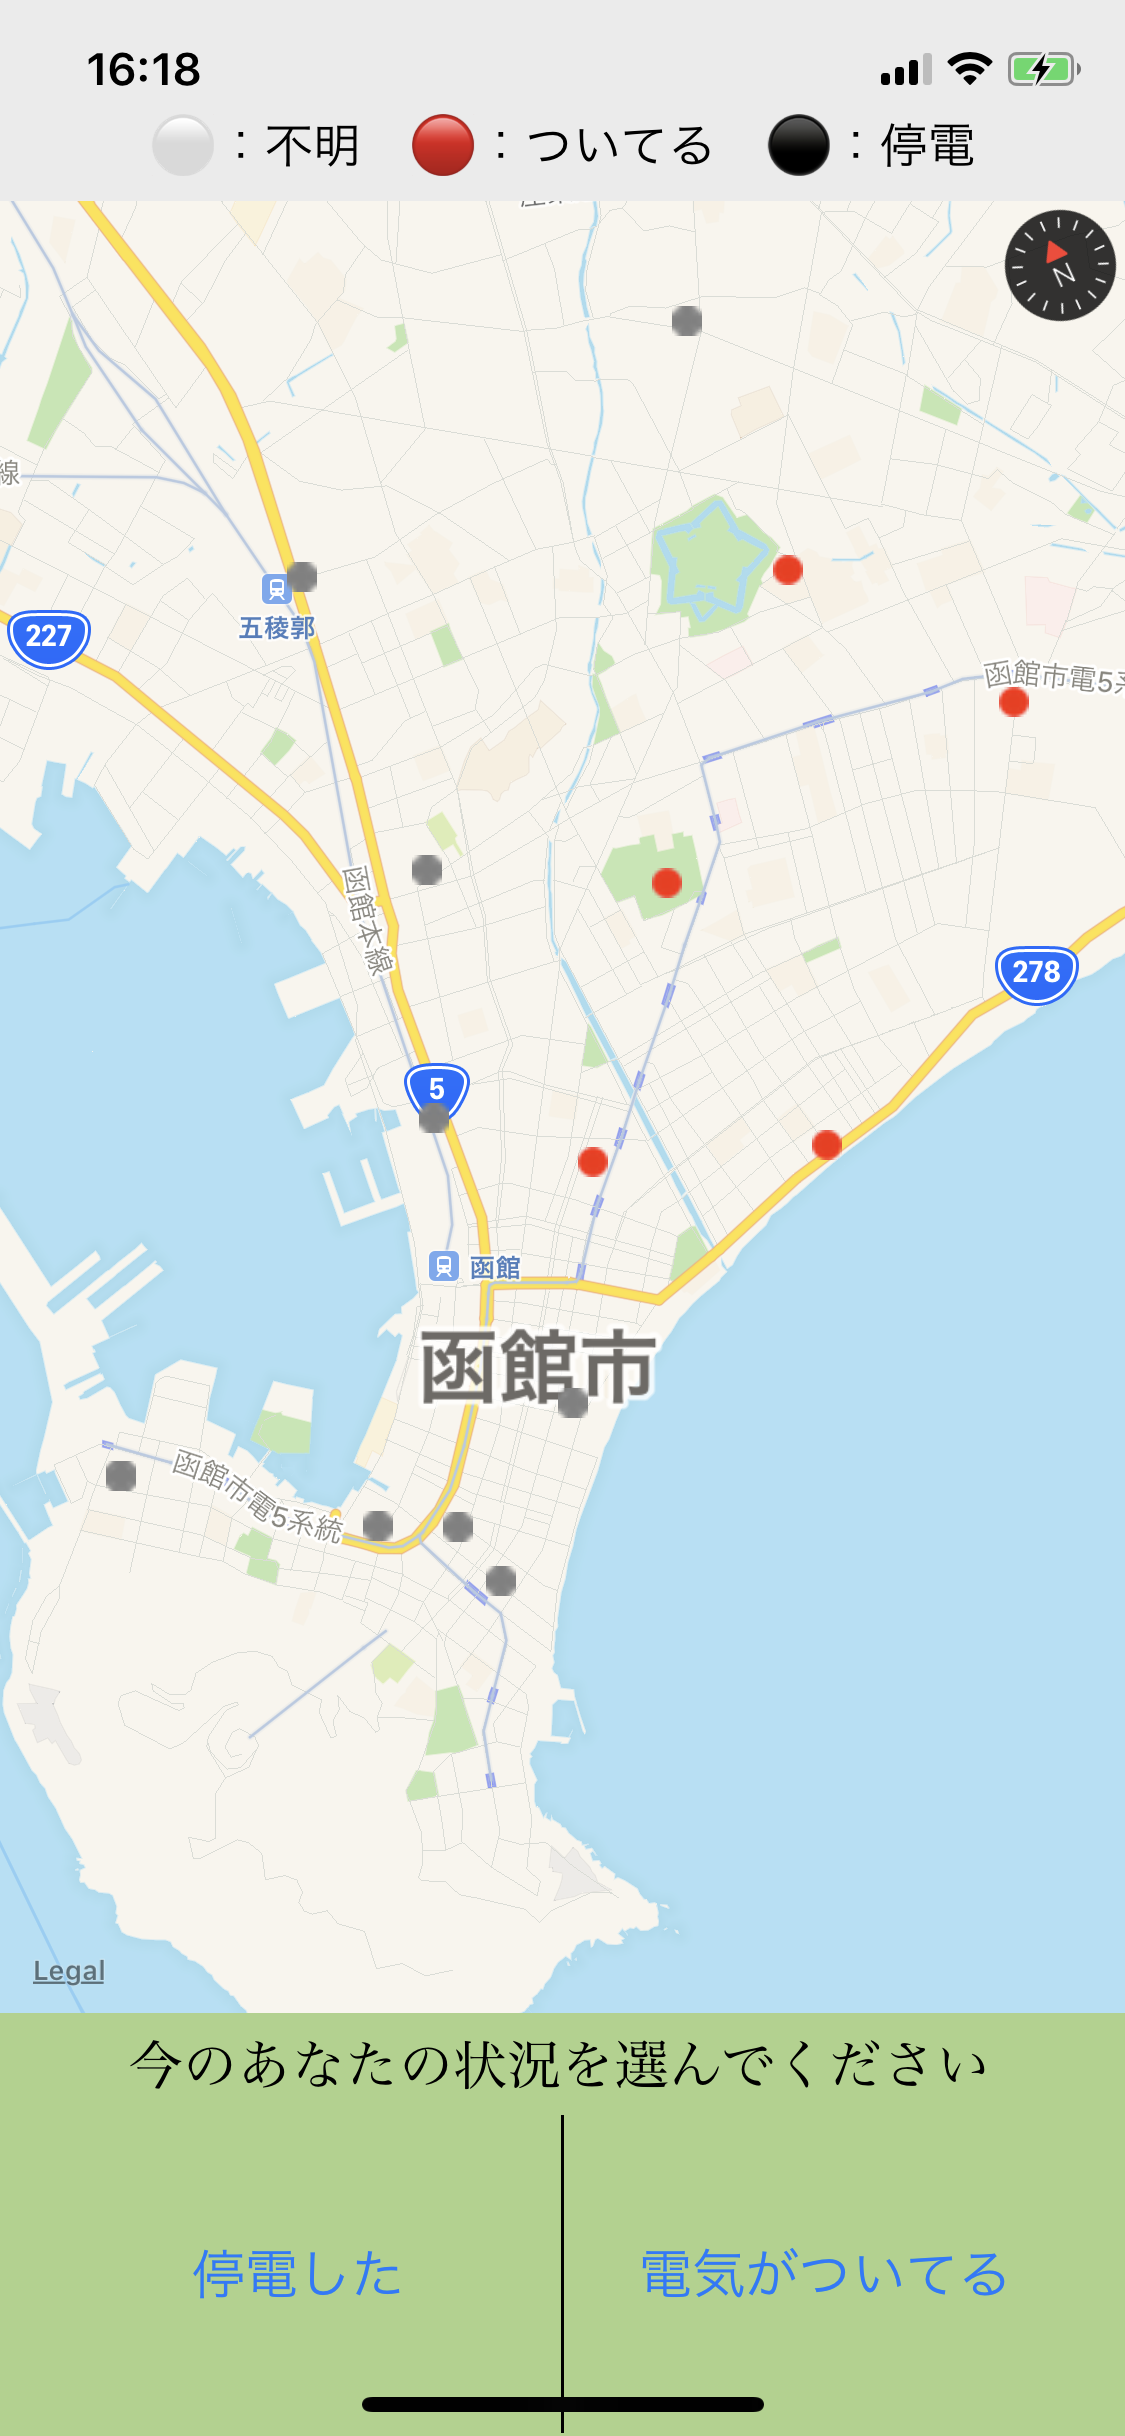 16:18
：不明 ：ついてる ：停電
N
線
五稜郭
227
函館市電5系
函館本線
278
5
函館
函館市
函館市電5系統
Legal
今のあなたの状況を選んでください
停電した 電気がついてる